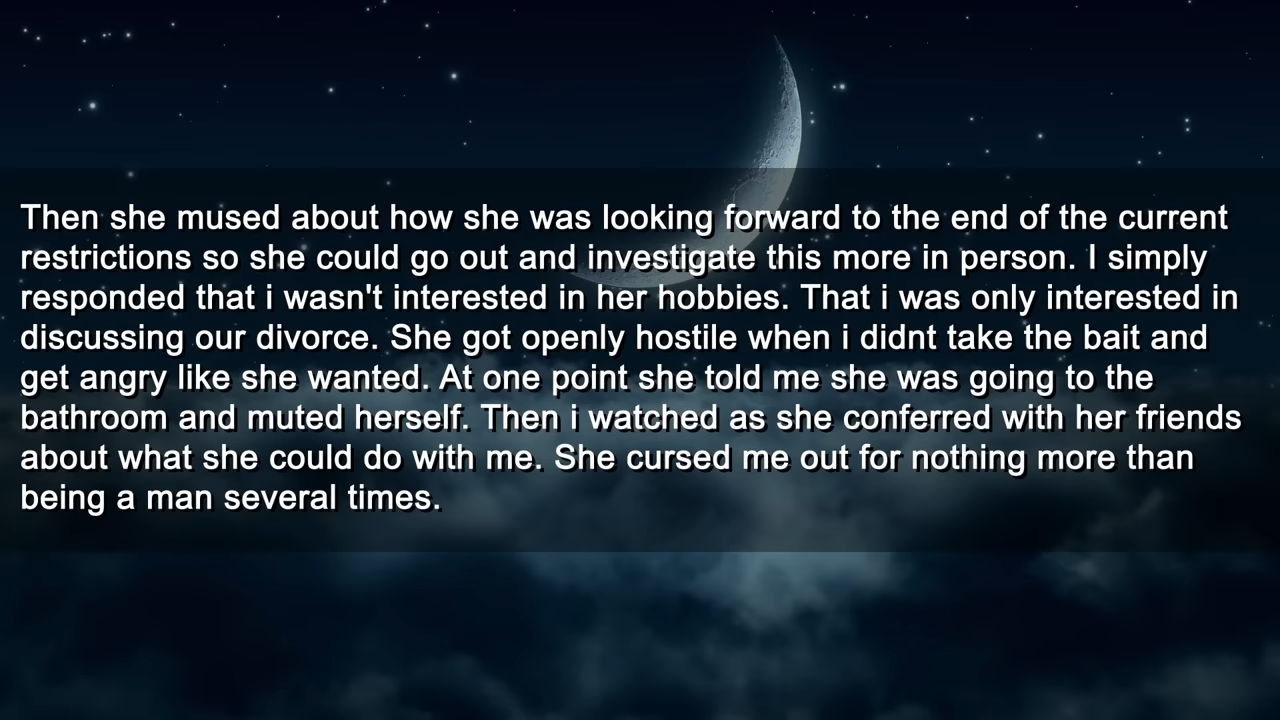 Then she mused about how she was looking forward to the end of the current
restrictions so she could go out and investigate this more in person. I simply
responded that i wasn't interested in her hobbies. That i was only interested in
discussing our divorce. She got openly hostile when i didnt take the bait and
get angry like she wanted. At one point she told me she was going to the
bathroom and muted herself. Then i watched as she conferred with her friends
about what she could do with me. She cursed me out for nothing more than
being a man several times.